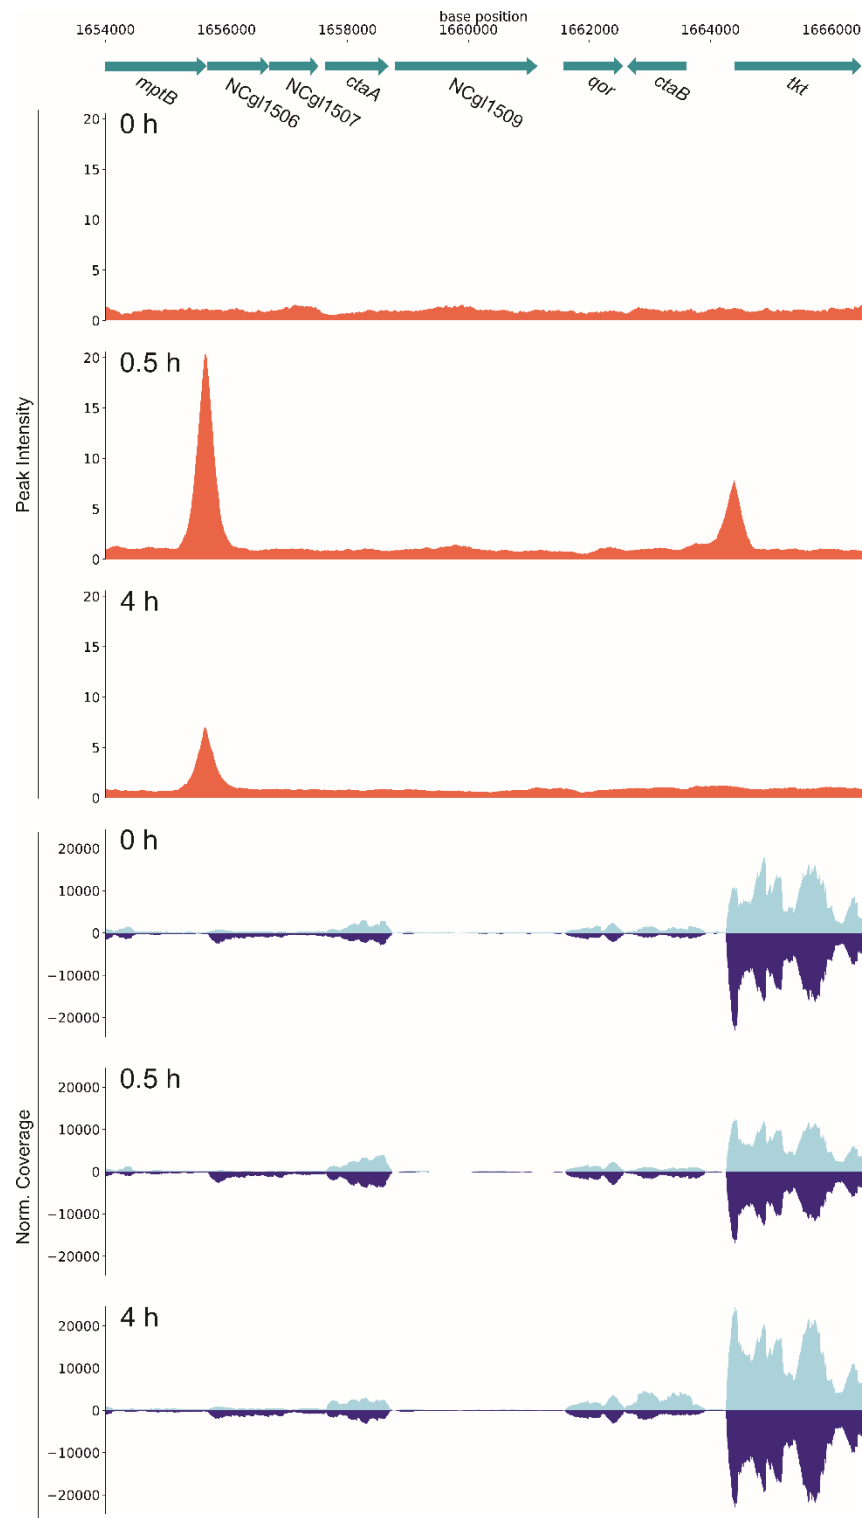 base position
1654000 1656000 1658000 1660000 1662000 1664000 1666000
mptB NCgl1506 NCgl1507 ctaA NCgl1509 qor ctaB tkt
Peak Intensity
0 h
20
15
10
5
0
0.5 h
20
15
10
5
0
4 h
20
15
10
5
0
Norm. Coverage
0 h
20000
10000
0
−10000
−20000
0.5 h
20000
10000
0
−10000
−20000
4 h
20000
10000
0
−10000
−20000